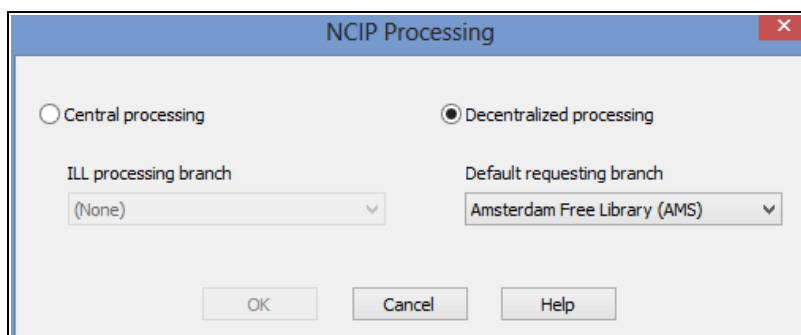 NCIP Processing
Central processing
Decentralized processing
ILL processing branch
Default requesting branch
(None)
Amsterdam Free Library (AMS)
OK
Cancel
Help